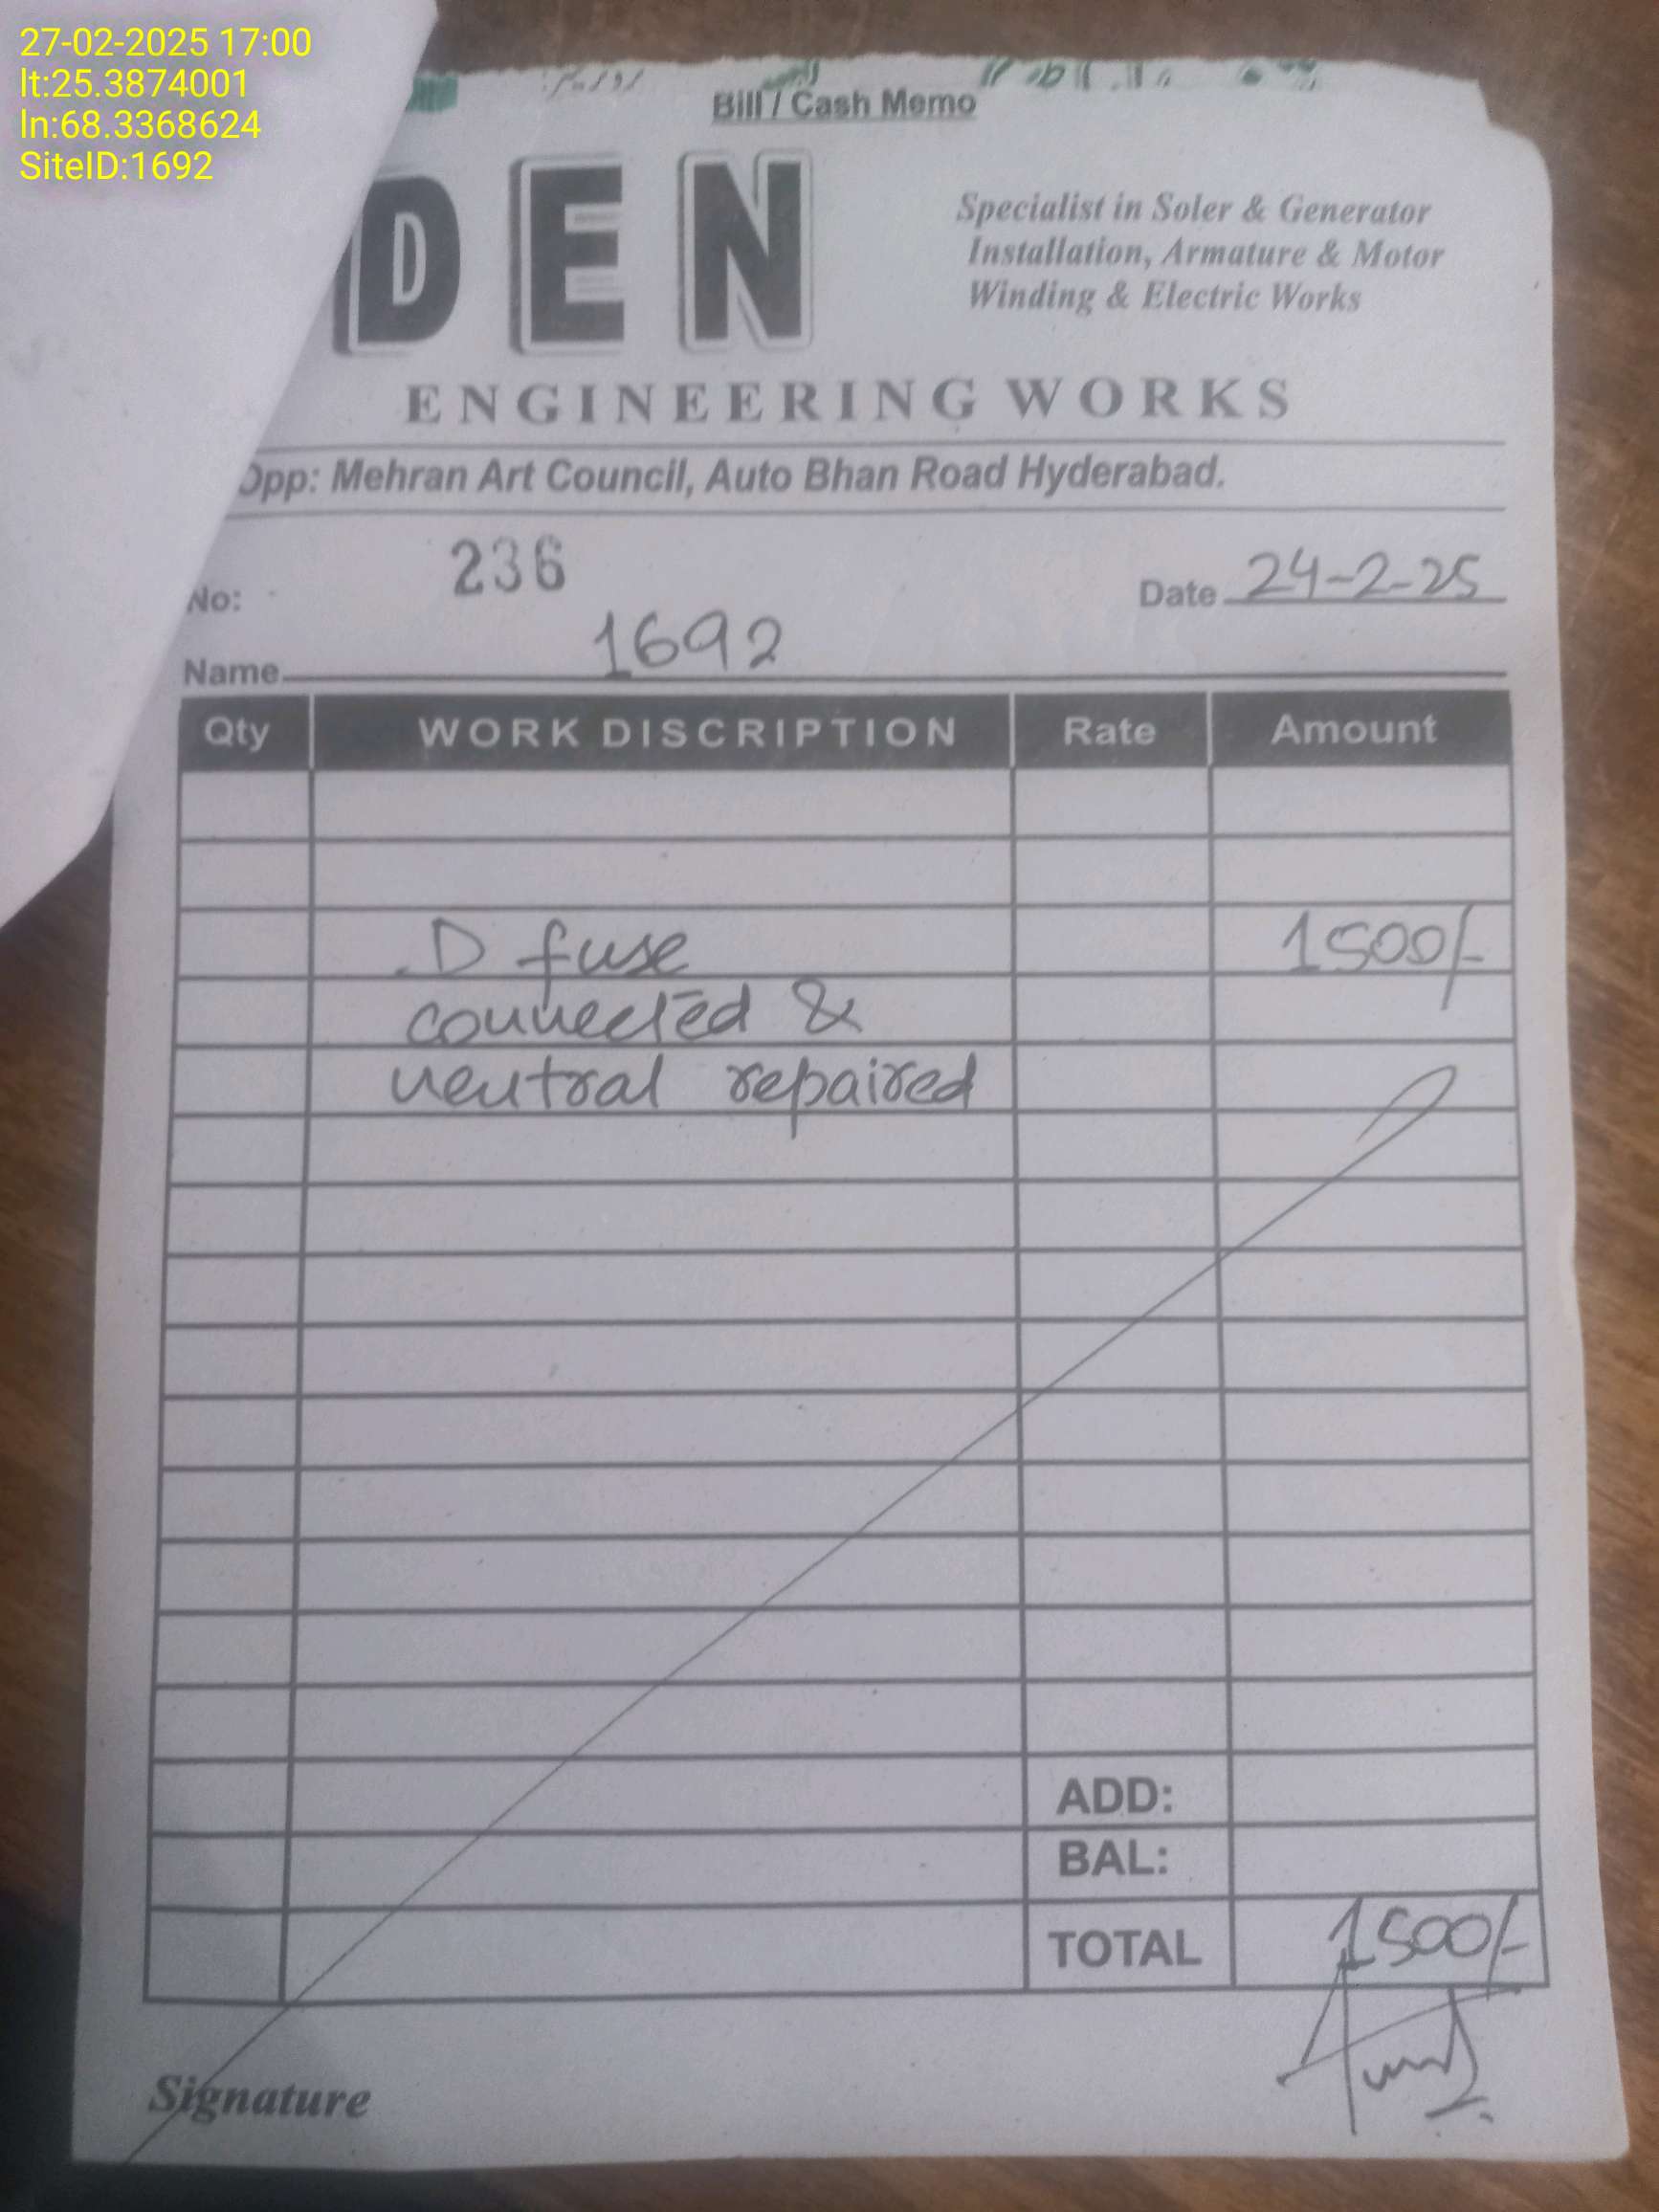 27-02-2025 17:00
lt:25.3874001
ln:68.3368624
SiteID:1692
Bill / Cash Memo
DEN
Specialist in Soler & Generator
Installation, Armature & Motor
Winding & Electric Works
ENGINEERING WORKS
Opp: Mehran Art Council, Auto Bhan Road Hyderabad.
No: 236
Date 24-2-25
Name 1692
Qty WORK DISCRIPTION Rate Amount
D fuse 1500/-
connected &
neutral repaired
ADD:
BAL:
TOTAL 1500/-
Signature